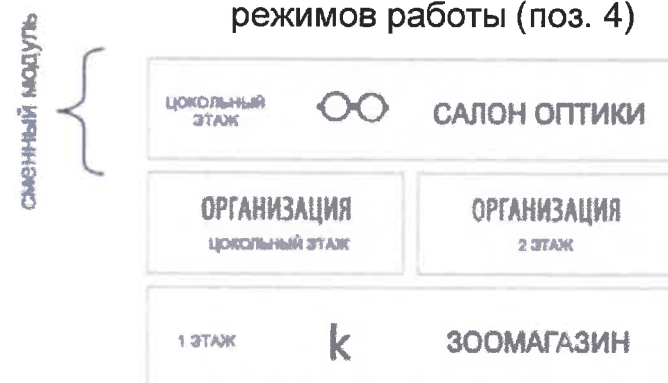 режимов работы (поз. 4)
сменный модуль
цокольный
этаж
САЛОН ОПТИКИ
ОРГАНИЗАЦИЯ
цокольный этаж
ОРГАНИЗАЦИЯ
2 этаж
1 этаж
k
ЗООМАГАЗИН